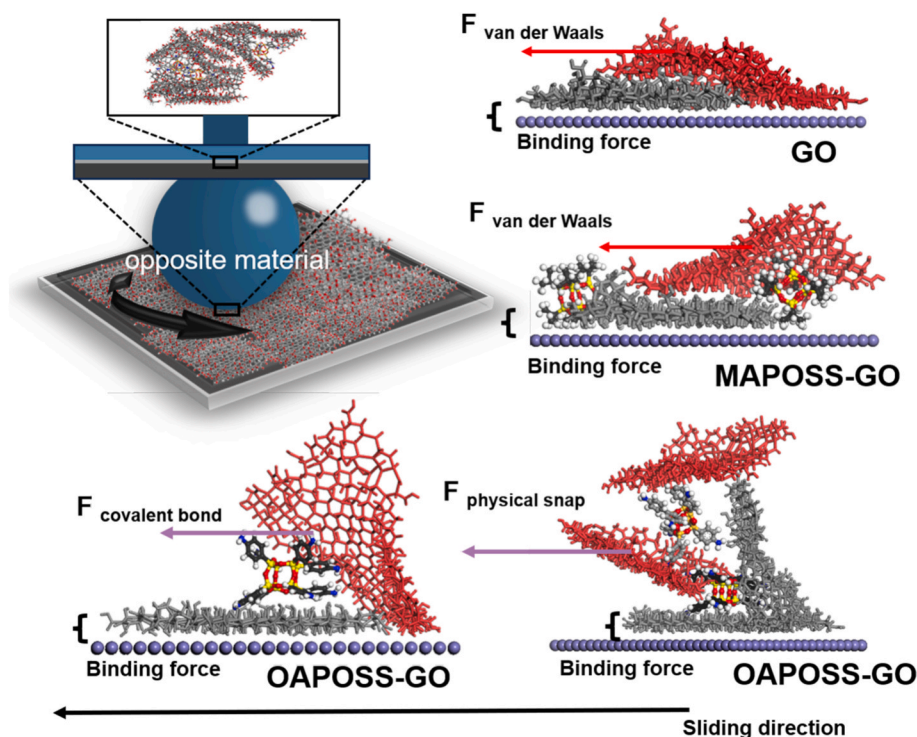 F van der Waals
Binding force
GO
opposite material
F van der Waals
Binding force
MAPOSS-GO
F covalent bond
Binding force
OAPOSS-GO
F physical snap
Binding force
OAPOSS-GO
Sliding direction